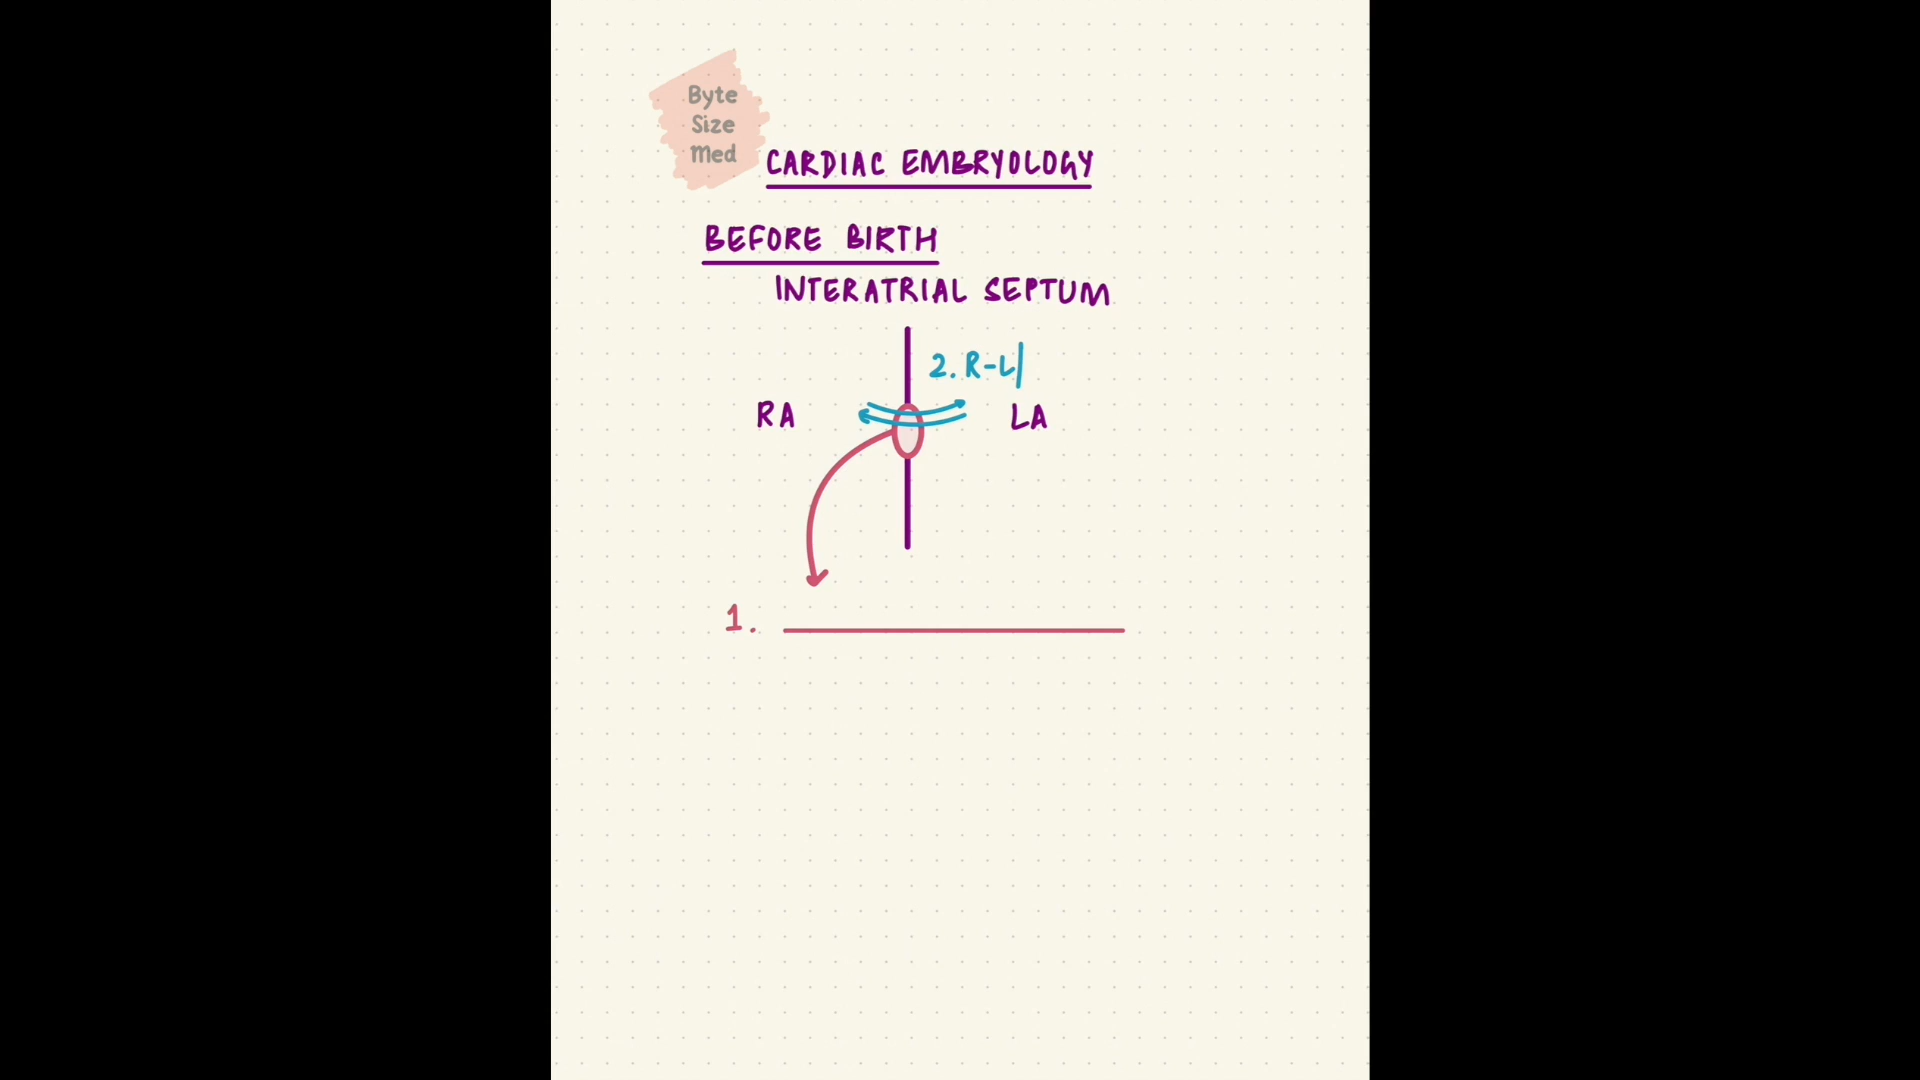 Byte
Size
Med
CARDIAC EMBRYOLOGY
BEFORE BIRTH
INTERATRIAL SEPTUM
2. R-L/
RA
LA
1.